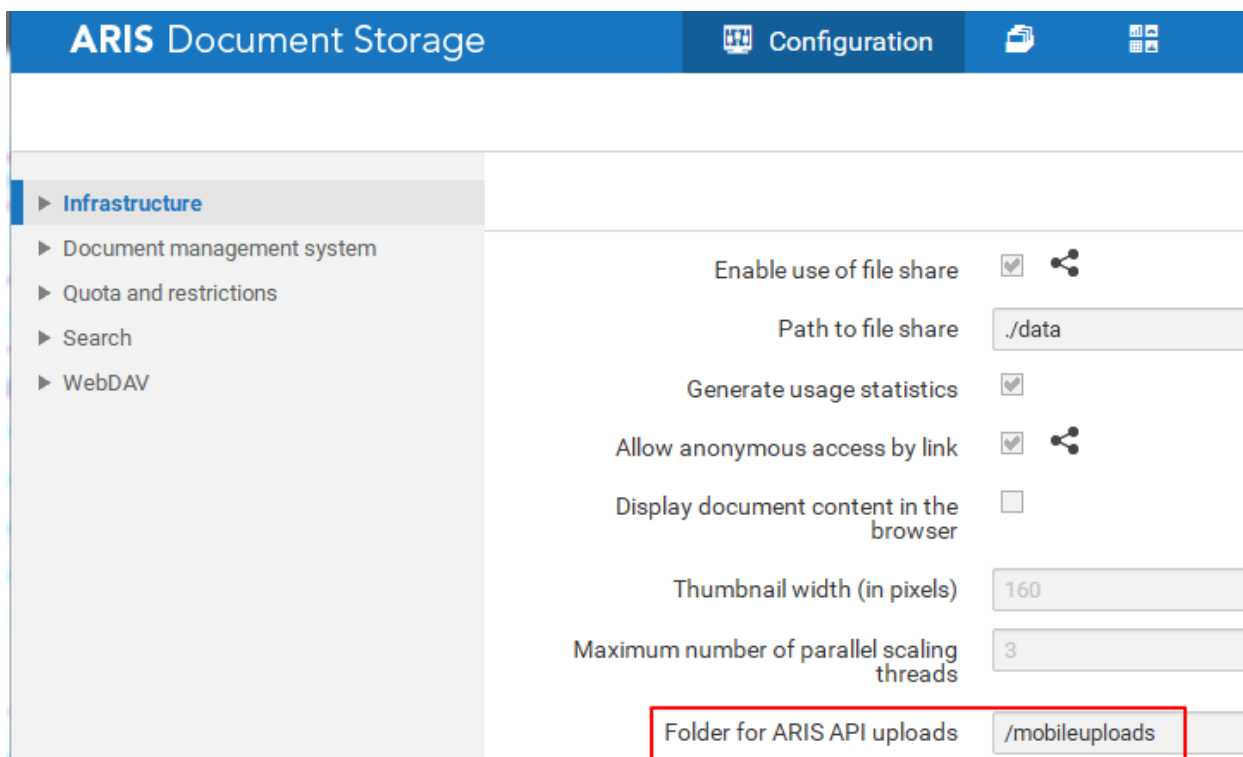 ARIS Document Storage
Configuration
Infrastructure
Document management system
Quota and restrictions
Search
WebDAV
Enable use of file share
Path to file share
./data
Generate usage statistics
Allow anonymous access by link
Display document content in the
browser
Thumbnail width (in pixels)
160
Maximum number of parallel scaling
threads
3
Folder for ARIS API uploads
/mobileuploads